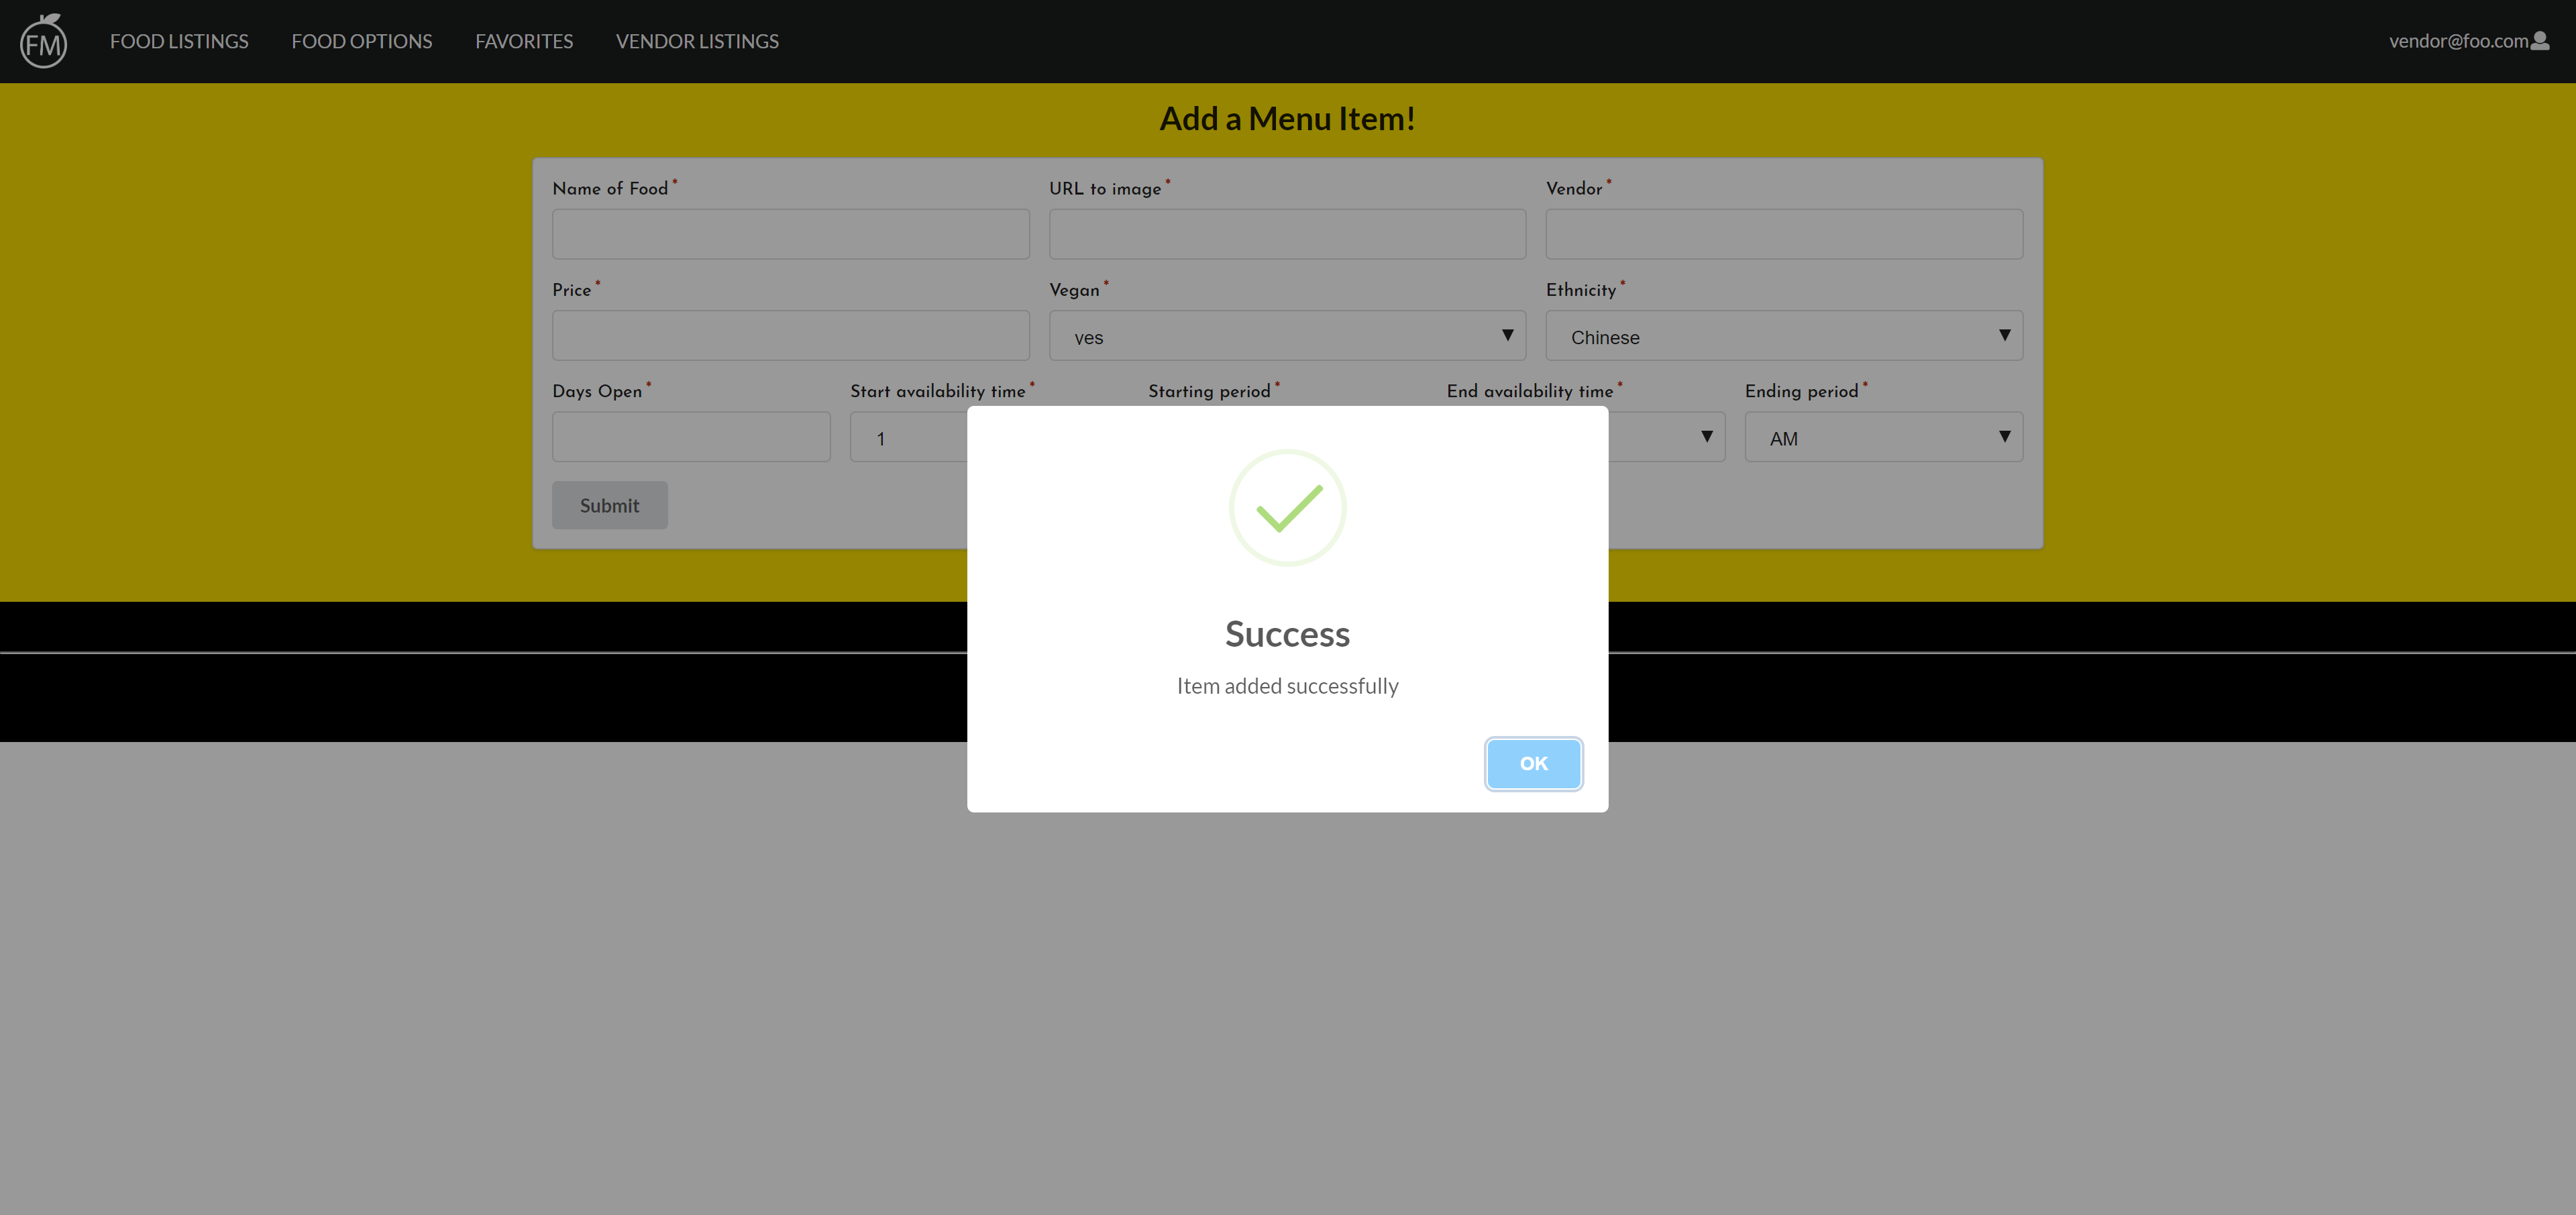 FM FOOD LISTINGS FOOD OPTIONS FAVORITES VENDOR LISTINGS vendor@foo.com
Add a Menu Item!
Name of Food * URL to image * Vendor *
Price * Vegan * Ethnicity *
yes Chinese
Days Open * Start availability time * Starting period * End availability time * Ending period *
1 AM
Submit
Success
Item added successfully
OK